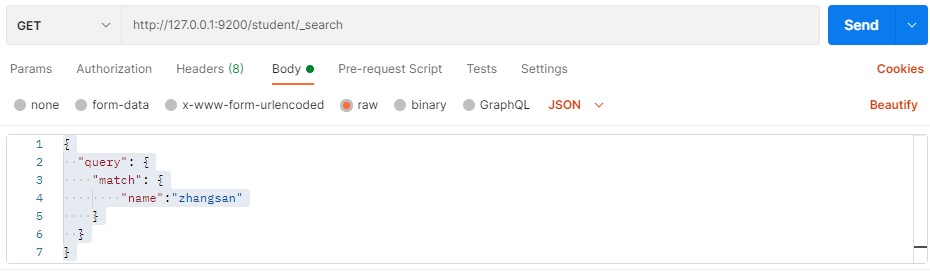 GET http://127.0.0.1:9200/student/_search Send
Params Authorization Headers (8) Body Pre-request Script Tests Settings Cookies
none form-data x-www-form-urlencoded raw binary GraphQL JSON Beautify
1 {
2 "query": {
3 "match": {
4 "name":"zhangsan"
5 }
6 }
7 }